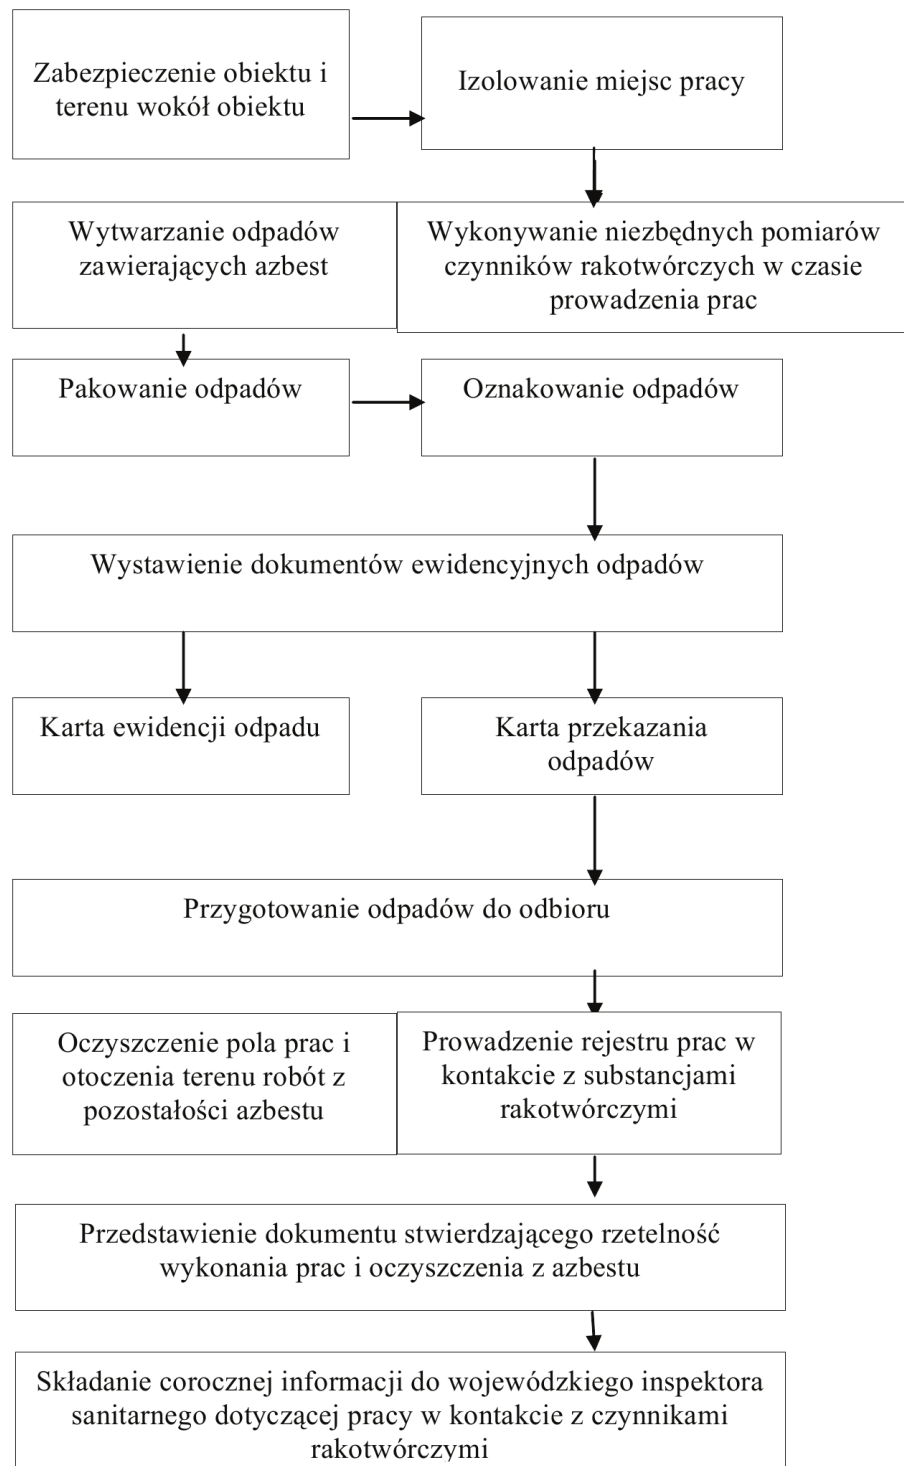 Zabezpieczenie obiektu i
terenu wokół obiektu
Izolowanie miejsc pracy
Wytwarzanie odpadów
zawierających azbest
Wykonywanie niezbędnych pomiarów
czynników rakotwórczych w czasie
prowadzenia prac
Pakowanie odpadów
Oznakowanie odpadów
Wystawienie dokumentów ewidencyjnych odpadów
Karta ewidencji odpadu
Karta przekazania
odpadów
Przygotowanie odpadów do odbioru
Oczyszczenie pola prac i
otoczenia terenu robót z
pozostałości azbestu
Prowadzenie rejestru prac w
kontakcie z substancjami
rakotwórczymi
Przedstawienie dokumentu stwierdzającego rzetelność
wykonania prac i oczyszczenia z azbestu
Składanie corocznej informacji do wojewódzkiego inspektora
sanitarnego dotyczącej pracy w kontakcie z czynnikami
rakotwórczymi